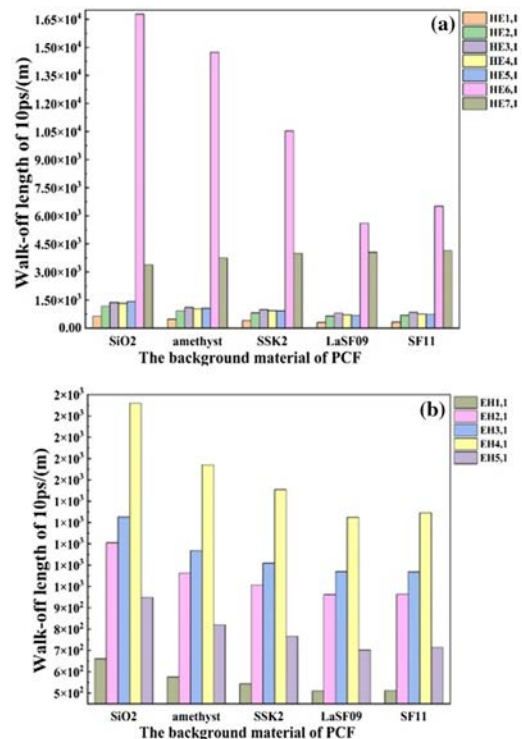 (a)
HE1,1
HE2,1
HE3,1
HE4,1
HE5,1
HE6,1
HE7,1
Walk-off length of 10ps/(m)
1.65×10⁴
1.50×10⁴
1.35×10⁴
1.20×10⁴
1.05×10⁴
9.00×10³
7.50×10³
6.00×10³
4.50×10³
3.00×10³
1.50×10³
0.00
SiO2 amethyst SSK2 LaSF09 SF11
The background material of PCF
(b)
EH1,1
EH2,1
EH3,1
EH4,1
EH5,1
Walk-off length of 10ps/(m)
2×10³
2×10³
2×10³
2×10³
2×10³
1×10³
1×10³
1×10³
1×10³
1×10³
9×10²
8×10²
7×10²
6×10²
5×10²
SiO2 amethyst SSK2 LaSF09 SF11
The background material of PCF